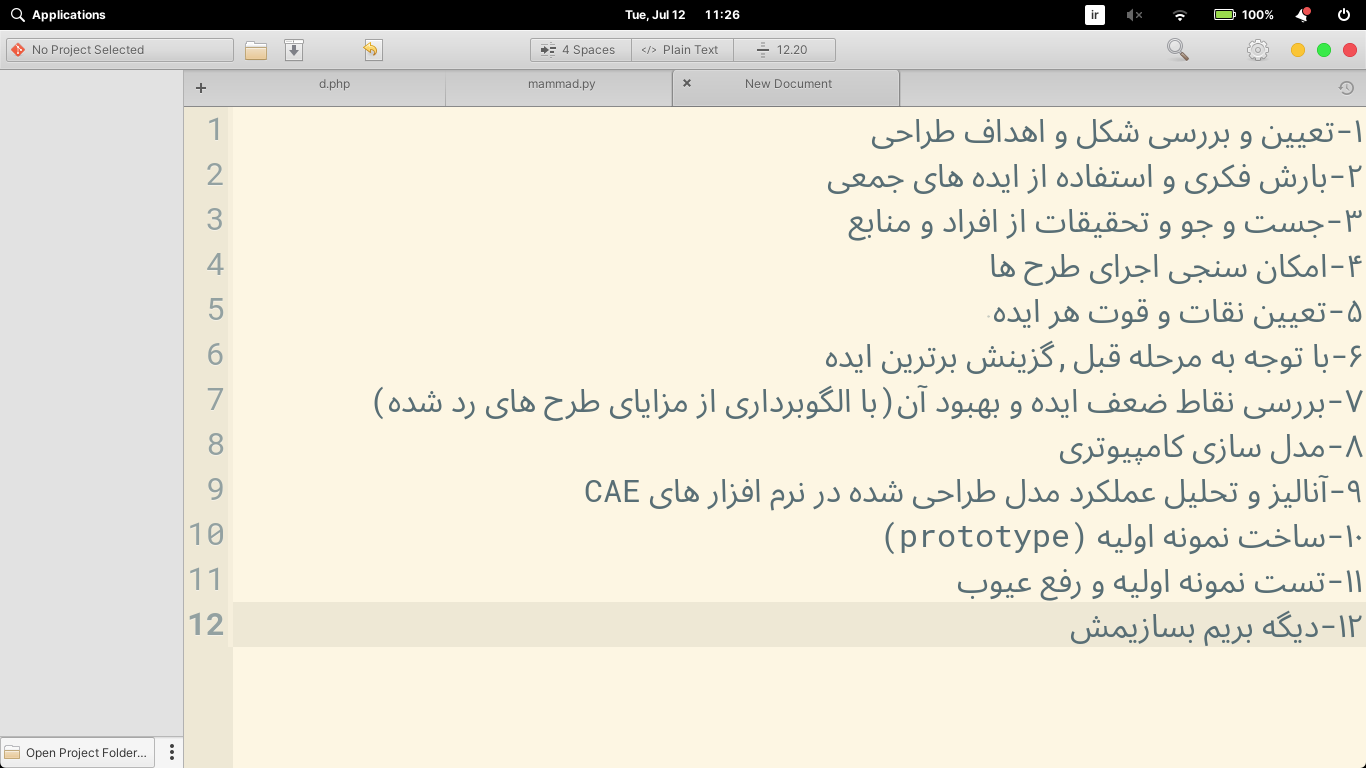 Applications
Tue, Jul 12 11:26
ir
100%
No Project Selected
4 Spaces
</> Plain Text
12.20
d.php
mammad.py
New Document
1
۱-تعیین و بررسی شکل و اهداف طراحی
2
۲-بارش فکری و استفاده از ایده های جمعی
3
۳-جست و جو و تحقیقات از افراد و منابع
4
۴-امکان سنجی اجرای طرح ها
5
۵-تعیین نقات و قوت هر ایده
6
۶-با توجه به مرحله قبل,گزینش برترین ایده
7
۷-بررسی نقاط ضعف ایده و بهبود آن(با الگوبرداری از مزایای طرح های رد شده)
8
۸-مدل سازی کامپیوتری
9
۹-آنالیز و تحلیل عملکرد مدل طراحی شده در نرم افزار های CAE
10
۱۰-ساخت نمونه اولیه (prototype)
11
۱۱-تست نمونه اولیه و رفع عیوب
12
۱۲-دیگه بریم بسازیمش
Open Project Folder...